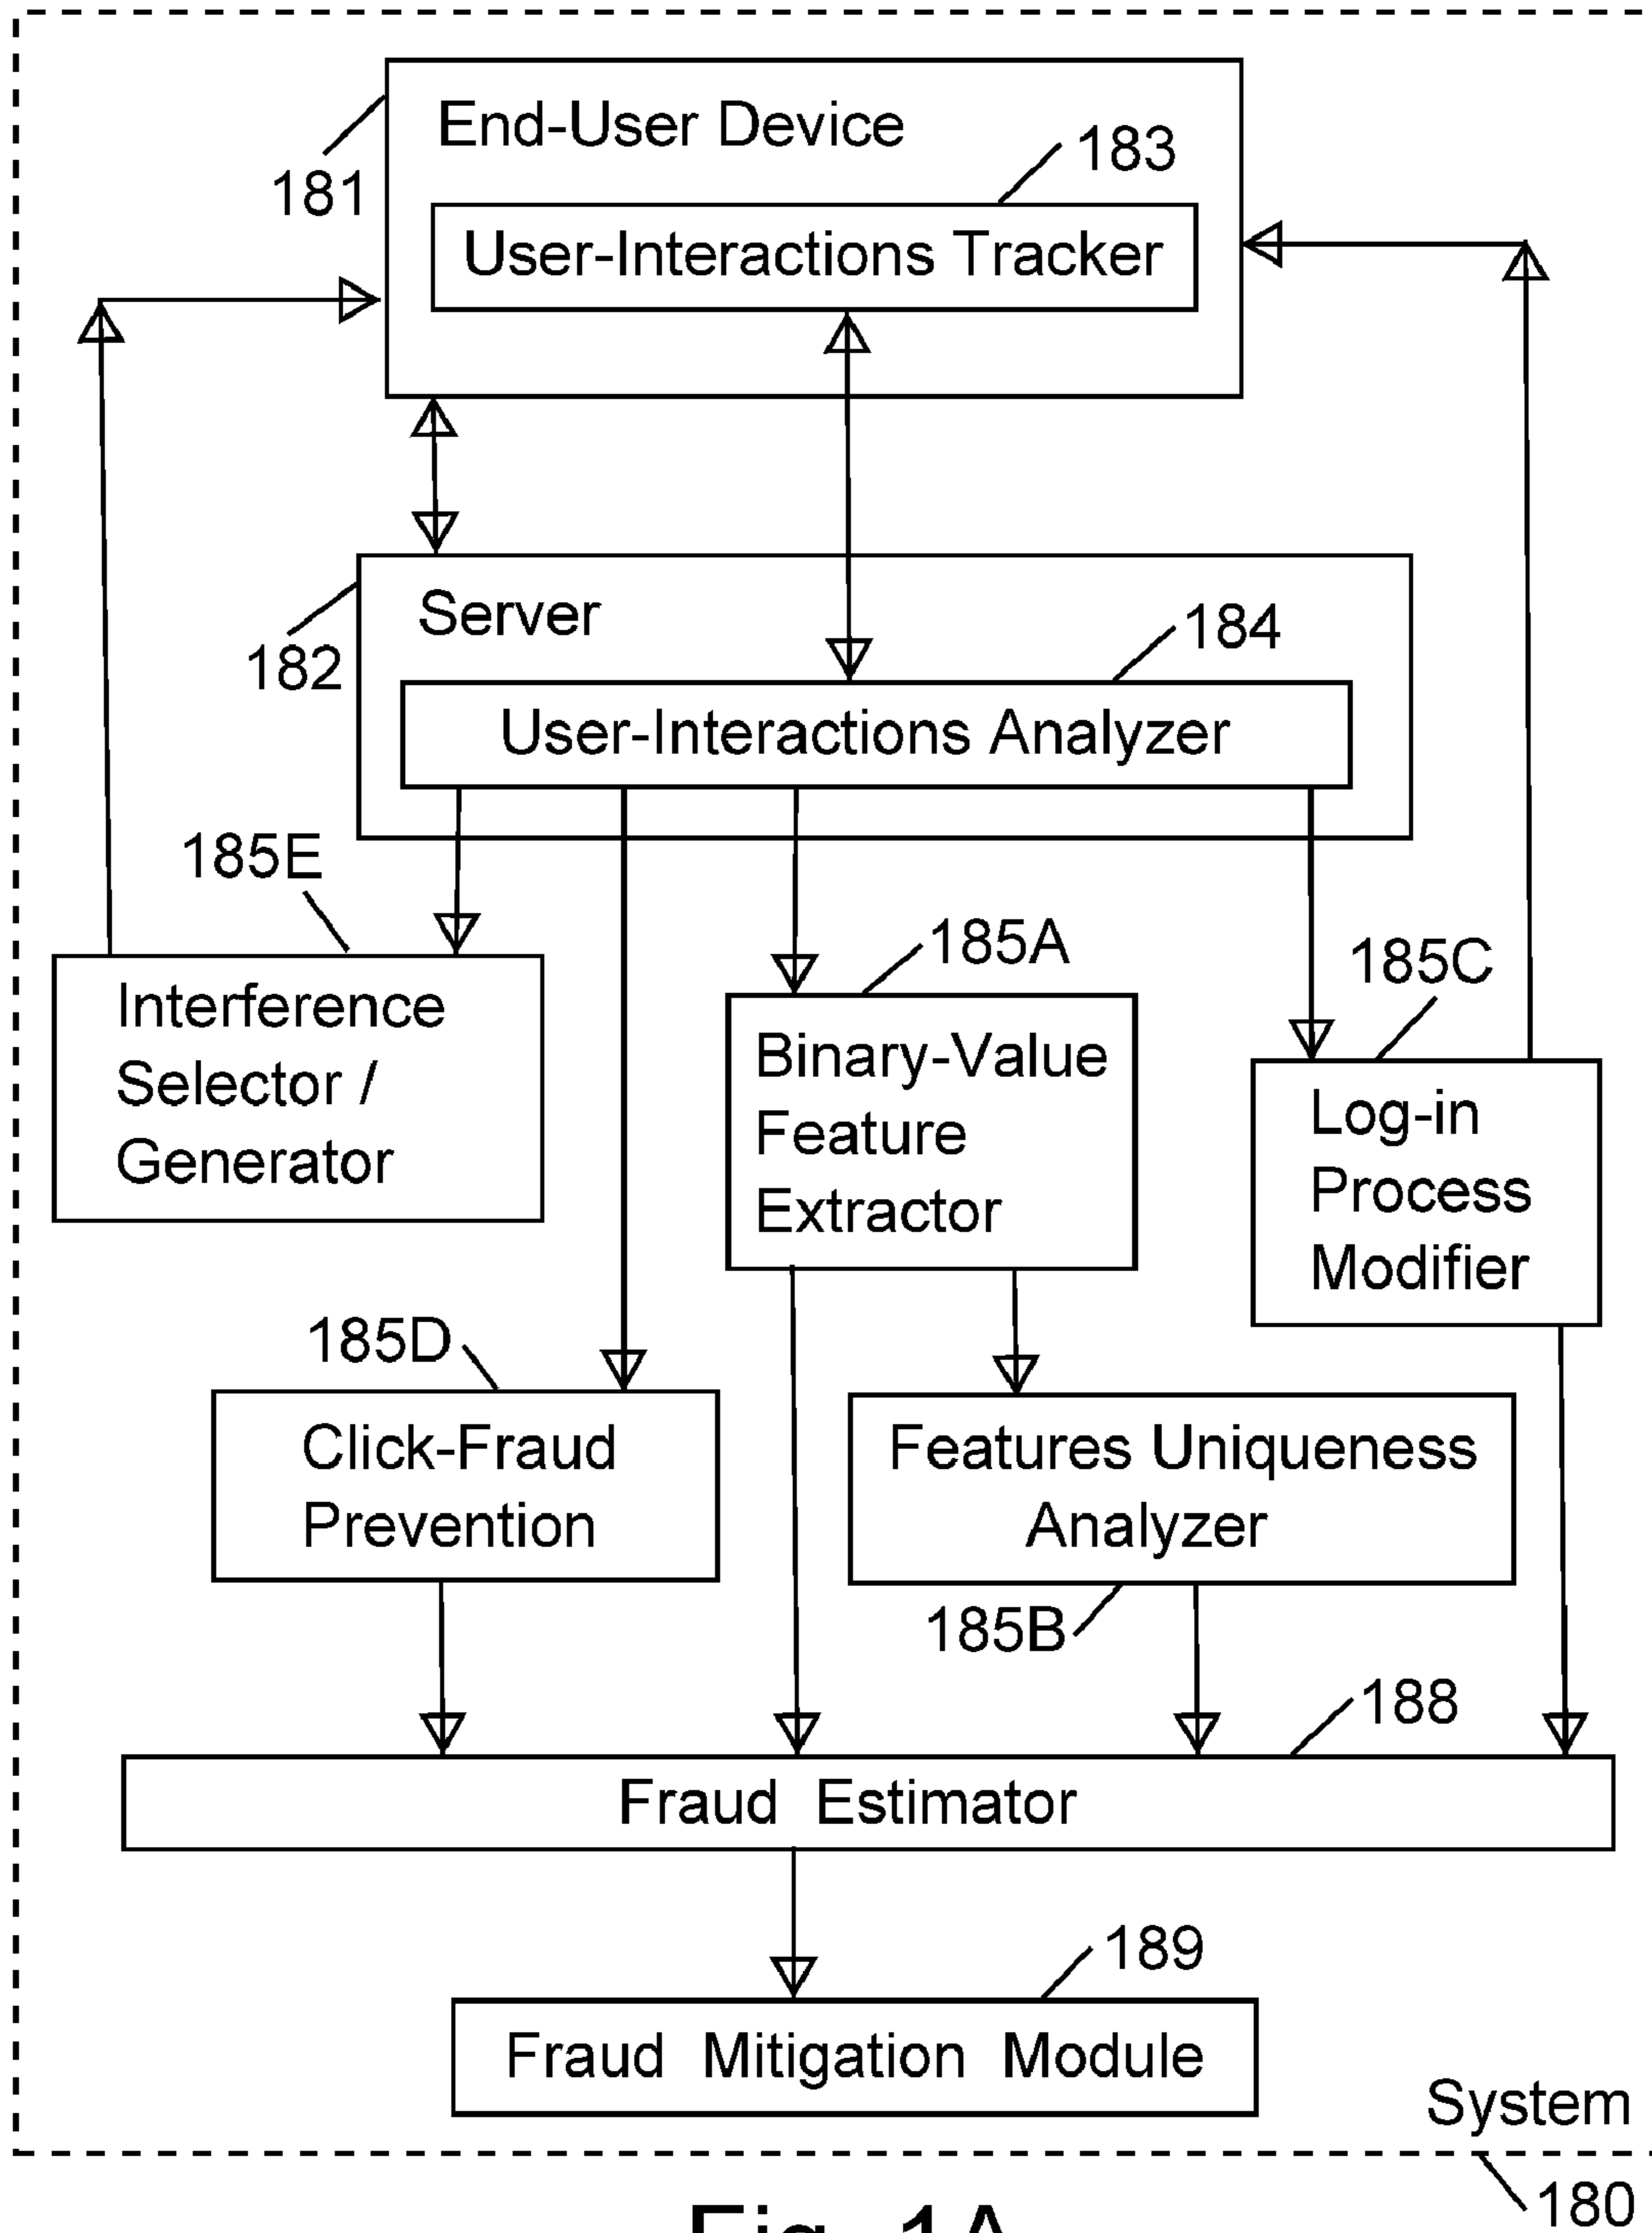 End-User Device
183
181
User-Interactions Tracker
Server
184
182
User-Interactions Analyzer
185E
185A
185C
Interference
Selector /
Generator
Binary-Value
Feature
Extractor
Log-in
Process
Modifier
185D
Click-Fraud
Prevention
Features Uniqueness
Analyzer
185B
188
Fraud Estimator
189
Fraud Mitigation Module
System
180
Fig. 1A